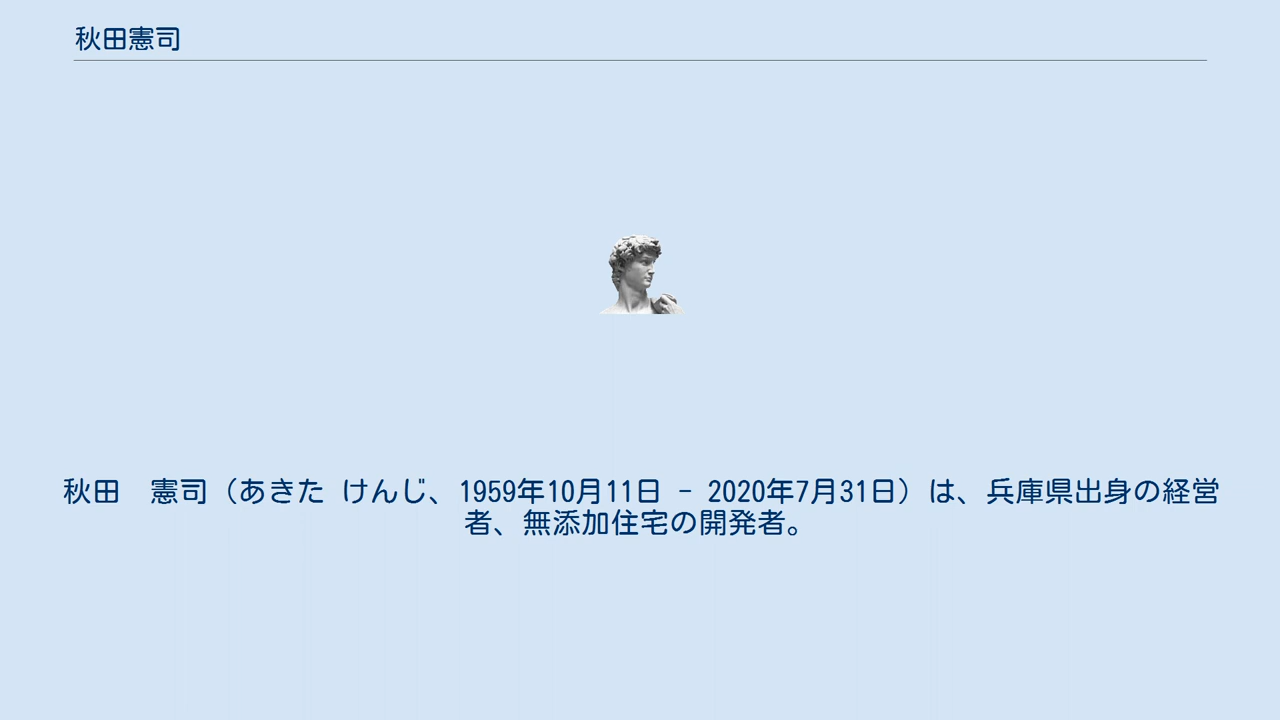 秋田憲司
秋田　憲司（あきた けんじ、1959年10月11日 - 2020年7月31日）は、兵庫県出身の経営
者、無添加住宅の開発者。